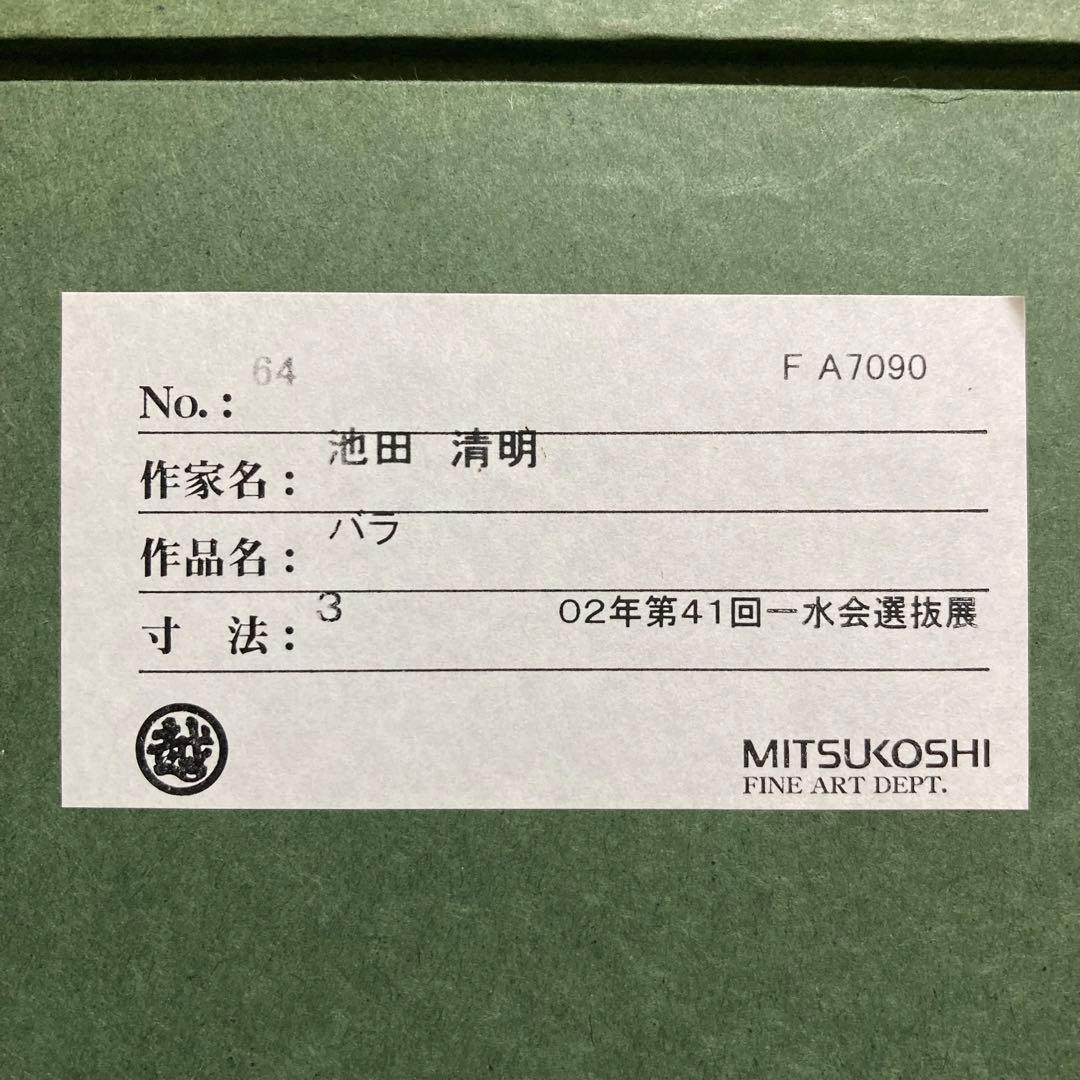 64 F A7090
No.:
池田 清明
作家名:
バラ
作品名:
3 02年第41回一水会選抜展
寸 法:
越
MITSUKOSHI
FINE ART DEPT.